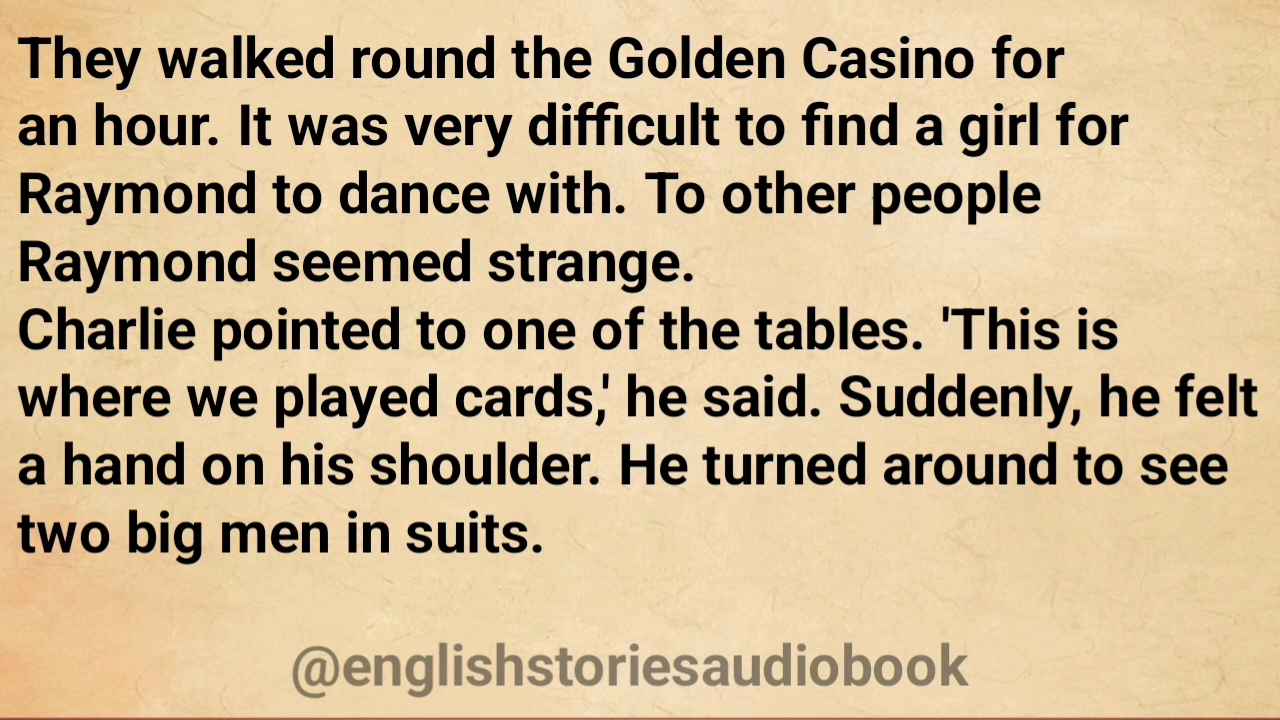 They walked round the Golden Casino for
an hour. It was very difficult to find a girl for
Raymond to dance with. To other people
Raymond seemed strange.
Charlie pointed to one of the tables. 'This is
where we played cards,' he said. Suddenly, he felt
a hand on his shoulder. He turned around to see
two big men in suits.
@englishstoriesaudiobook